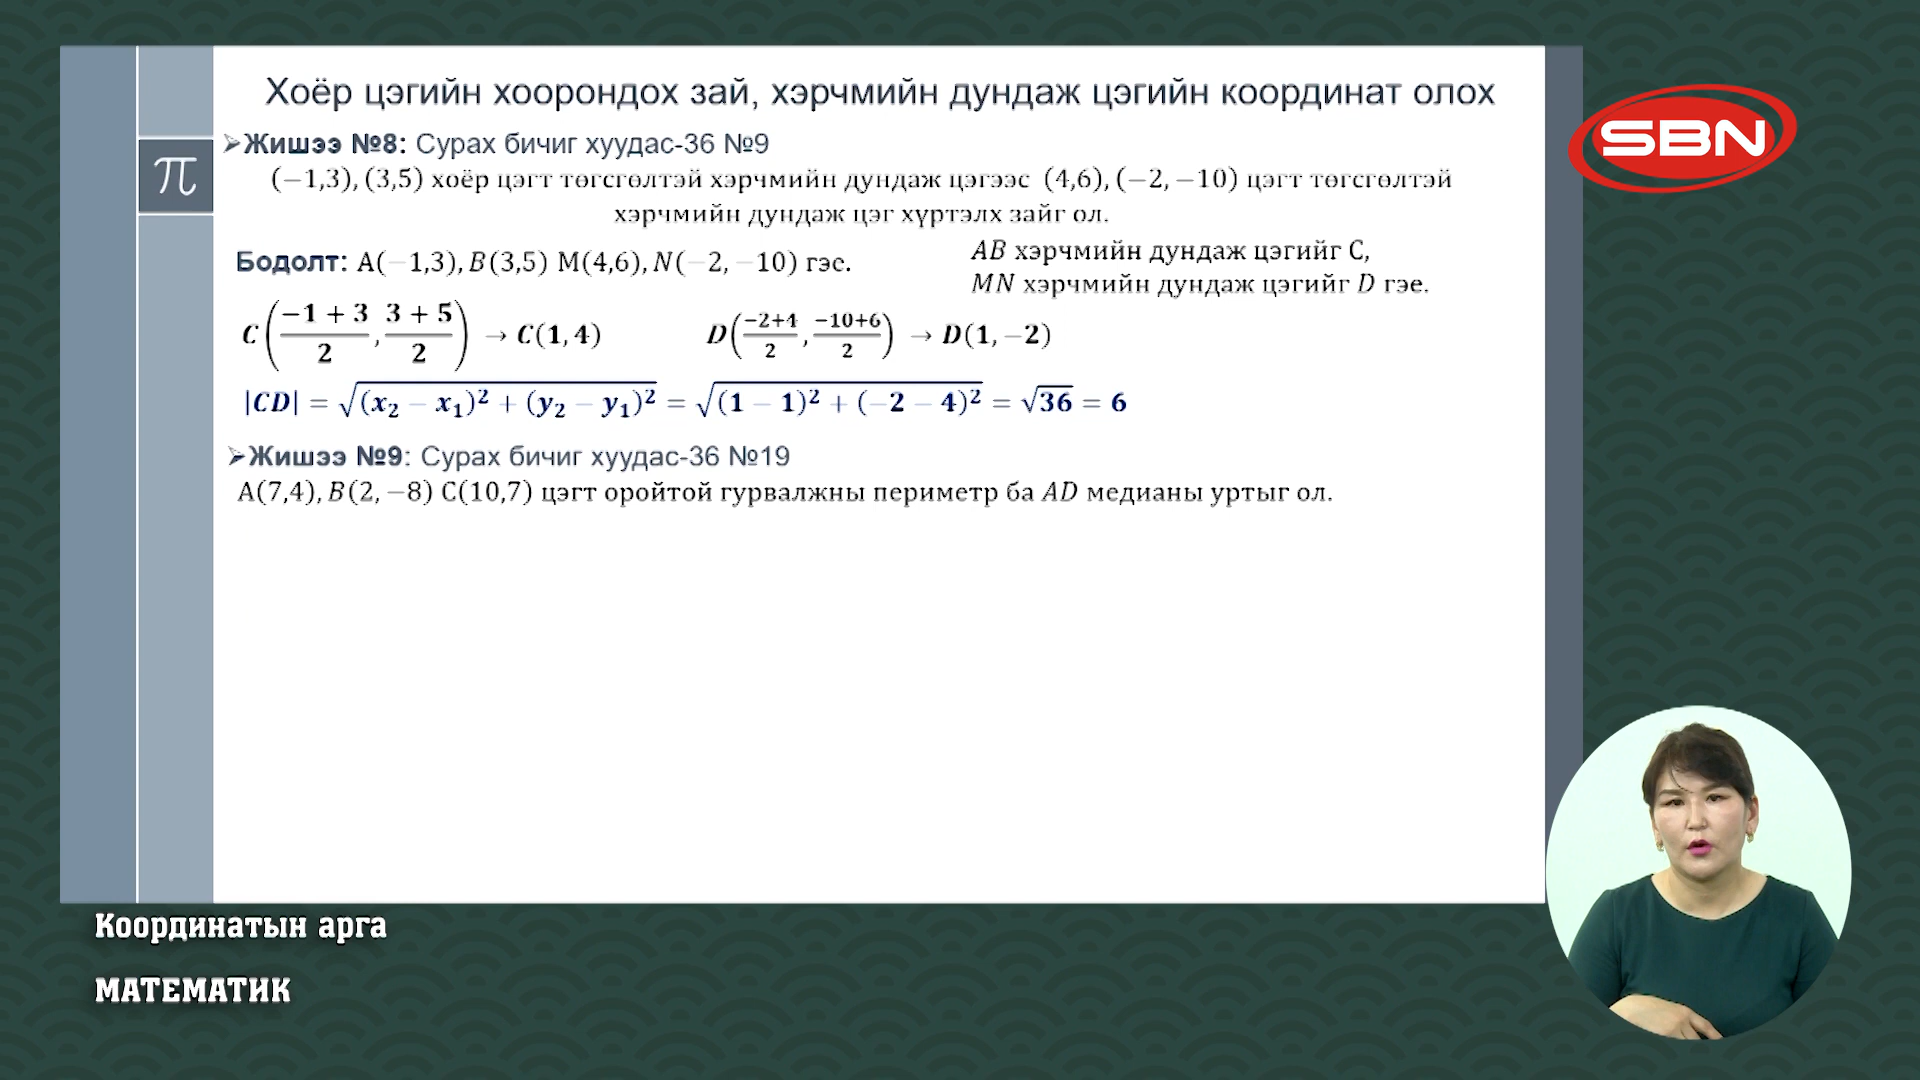 Хоёр цэгийн хоорондох зай, хэрчмийн дундаж цэгийн координат олох
SBN
➢Жишээ №8: Сурах бичиг хуудас-36 №9
π
(−1,3), (3,5) хоёр цэгт төгсгөлтэй хэрчмийн дундаж цэгээс (4,6), (−2, −10) цэгт төгсгөлтэй
хэрчмийн дундаж цэг хүртэлх зайг ол.
Бодолт: A(−1,3), B(3,5) M(4,6), N(−2, −10) гэе.
AB хэрчмийн дундаж цэгийг C,
MN хэрчмийн дундаж цэгийг D гэе.
C((−1 + 3)/2, (3 + 5)/2) → C(1, 4) D((−2+4)/2, (−10+6)/2) → D(1, −2)
|CD| = √((x₂ − x₁)² + (y₂ − y₁)²) = √((1 − 1)² + (−2 − 4)²) = √36 = 6
➢Жишээ №9: Сурах бичиг хуудас-36 №19
A(7,4), B(2, −8) C(10,7) цэгт оройтой гурвалжны периметр ба AD медианы уртыг ол.
Координатын арга
МАТЕМАТИК